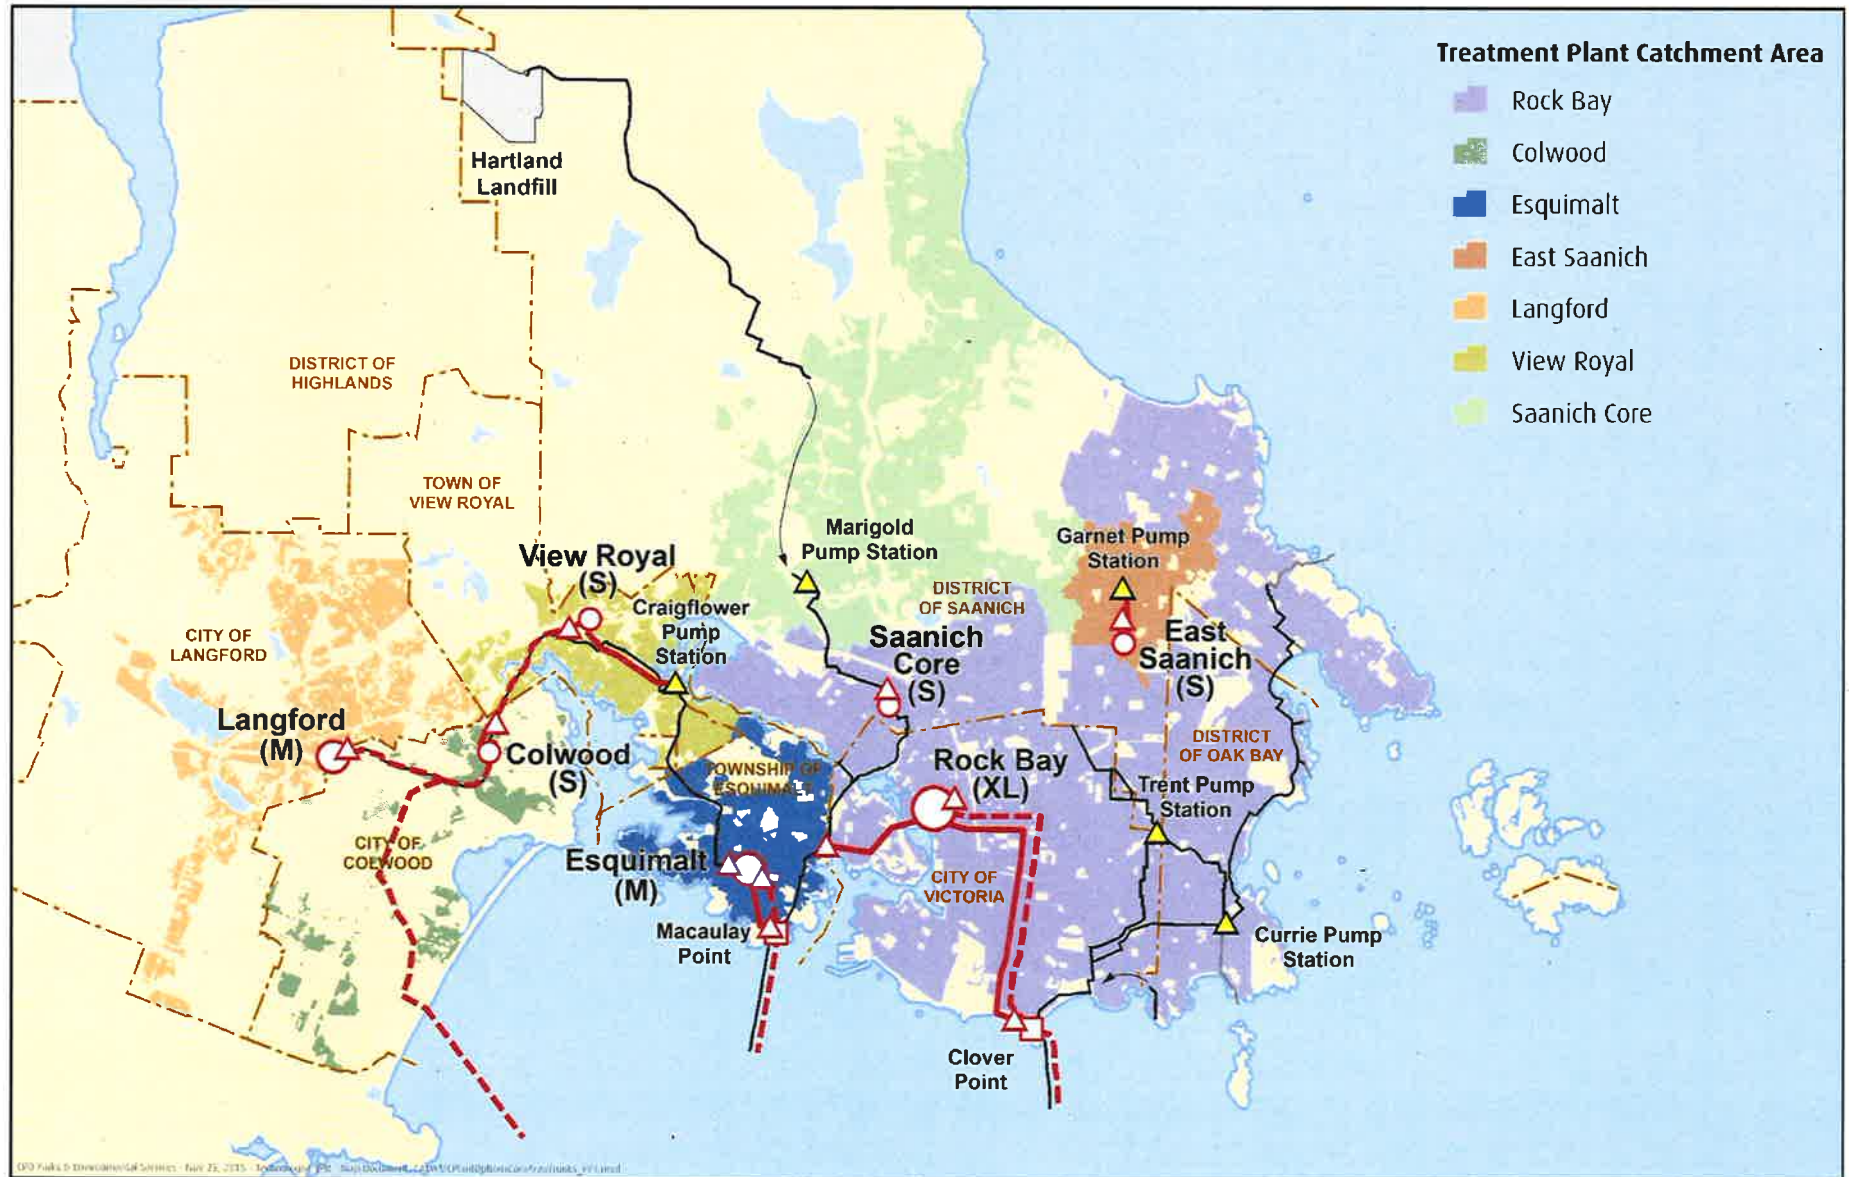 Treatment Plant Catchment Area
Rock Bay
Colwood
Esquimalt
East Saanich
Langford
View Royal
Saanich Core
Hartland
Landfill
DISTRICT OF
HIGHLANDS
TOWN OF
VIEW ROYAL
Marigold
Pump Station
Garnet Pump
Station
View Royal
(S)
DISTRICT
OF SAANICH
Craigflower
Pump
Station
CITY OF
LANGFORD
Saanich
Core
(S)
East
Saanich
(S)
Langford
(M)
Colwood
(S)
DISTRICT
OF OAK BAY
Rock Bay
(XL)
TOWNSHIP OF
ESQUIMALT
Trent Pump
Station
CITY OF
COLWOOD
Esquimalt
(M)
CITY OF
VICTORIA
Macaulay
Point
Currie Pump
Station
Clover
Point